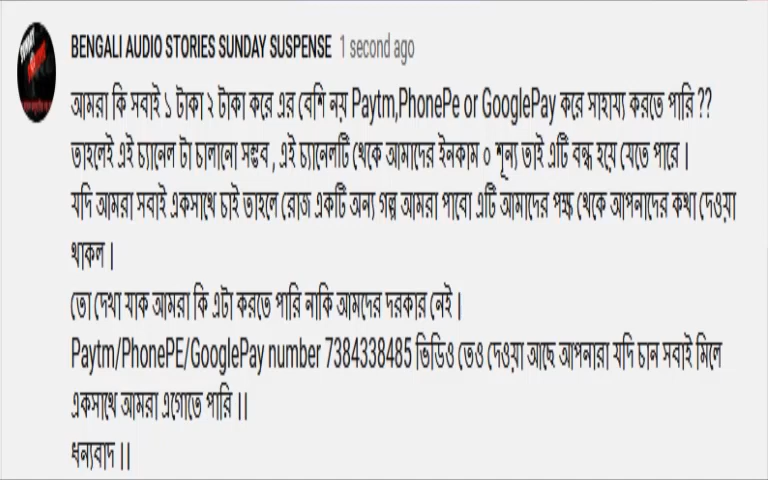 BENGALI AUDIO STORIES SUNDAY SUSPENSE 1 second ago
আমরা কি সবাই ১ টাকা ২ টাকা করে এর বেশি নয় Paytm,PhonePe or GooglePay করে সাহায্য করতে পারি ??
তাহলেই এই চ্যানেল টা চালানো সম্ভব , এই চ্যানেলটি থেকে আমাদের ইনকাম ০ শূন্য তাই এটি বন্ধ হয়ে যেতে পারে |
যদি আমরা সবাই একসাথে চাই তাহলে রোজ একটি অন্য গল্প আমরা পাবো এটি আমাদের পক্ষ থেকে আপনাদের কথা দেওয়া
থাকল |
তো দেখা যাক আমরা কি এটা করতে পারি নাকি আমদের দরকার নেই |
Paytm/PhonePE/GooglePay number 7384338485 ভিডিও তেও দেওয়া আছে আপনারা যদি চান সবাই মিলে
একসাথে আমরা এগোতে পারি ||
ধন্যবাদ ||